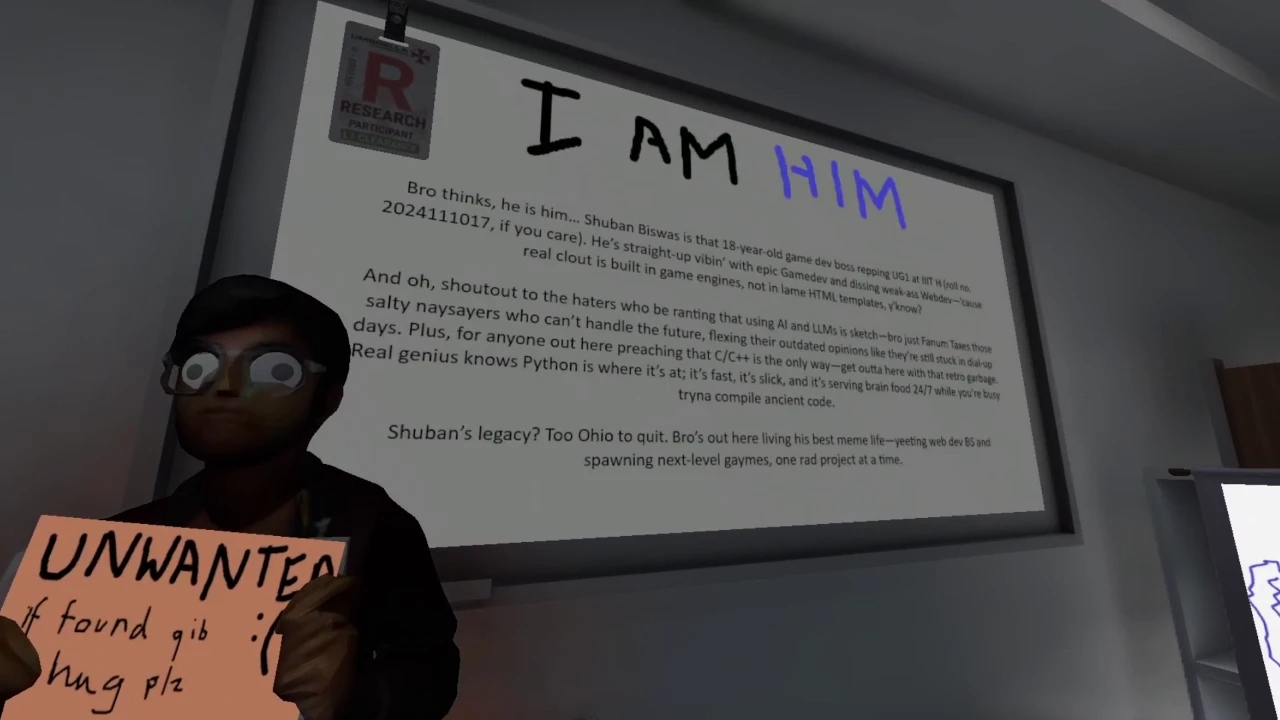 R
RESEARCH
PARTICIPANT
I AM HIM
Bro thinks, he is him... Shuban Biswas is that 18-year-old game dev boss repping UG1 at IIIT H (roll no.
2024111017, if you care). He's straight-up vibin' with epic Gamedev and dissing weak-ass Webdev—'cause
real clout is built in game engines, not in lame HTML templates, y'know?
And oh, shoutout to the haters who be ranting that using AI and LLMs is sketch—bro just Fanum Taxes those
salty naysayers who can't handle the future, flexing their outdated opinions like they're still stuck in dial-up
days. Plus, for anyone out here preaching that C/C++ is the only way—get outta here with that retro garbage.
Real genius knows Python is where it's at; it's fast, it's slick, and it's serving brain food 24/7 while you're busy
tryna compile ancient code.
Shuban's legacy? Too Ohio to quit. Bro's out here living his best meme life—yeeting web dev BS and
spawning next-level gaymes, one rad project at a time.
UNWANTED
if found gib :(
hug plz